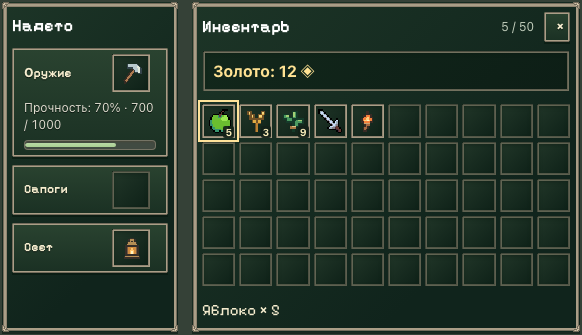 Надето
Оружие
Прочность: 70% · 700
/ 1000
Сапоги
Свет
Инвентарь
5 / 50
×
Золото: 12
5
3
9
Яблоко × 5